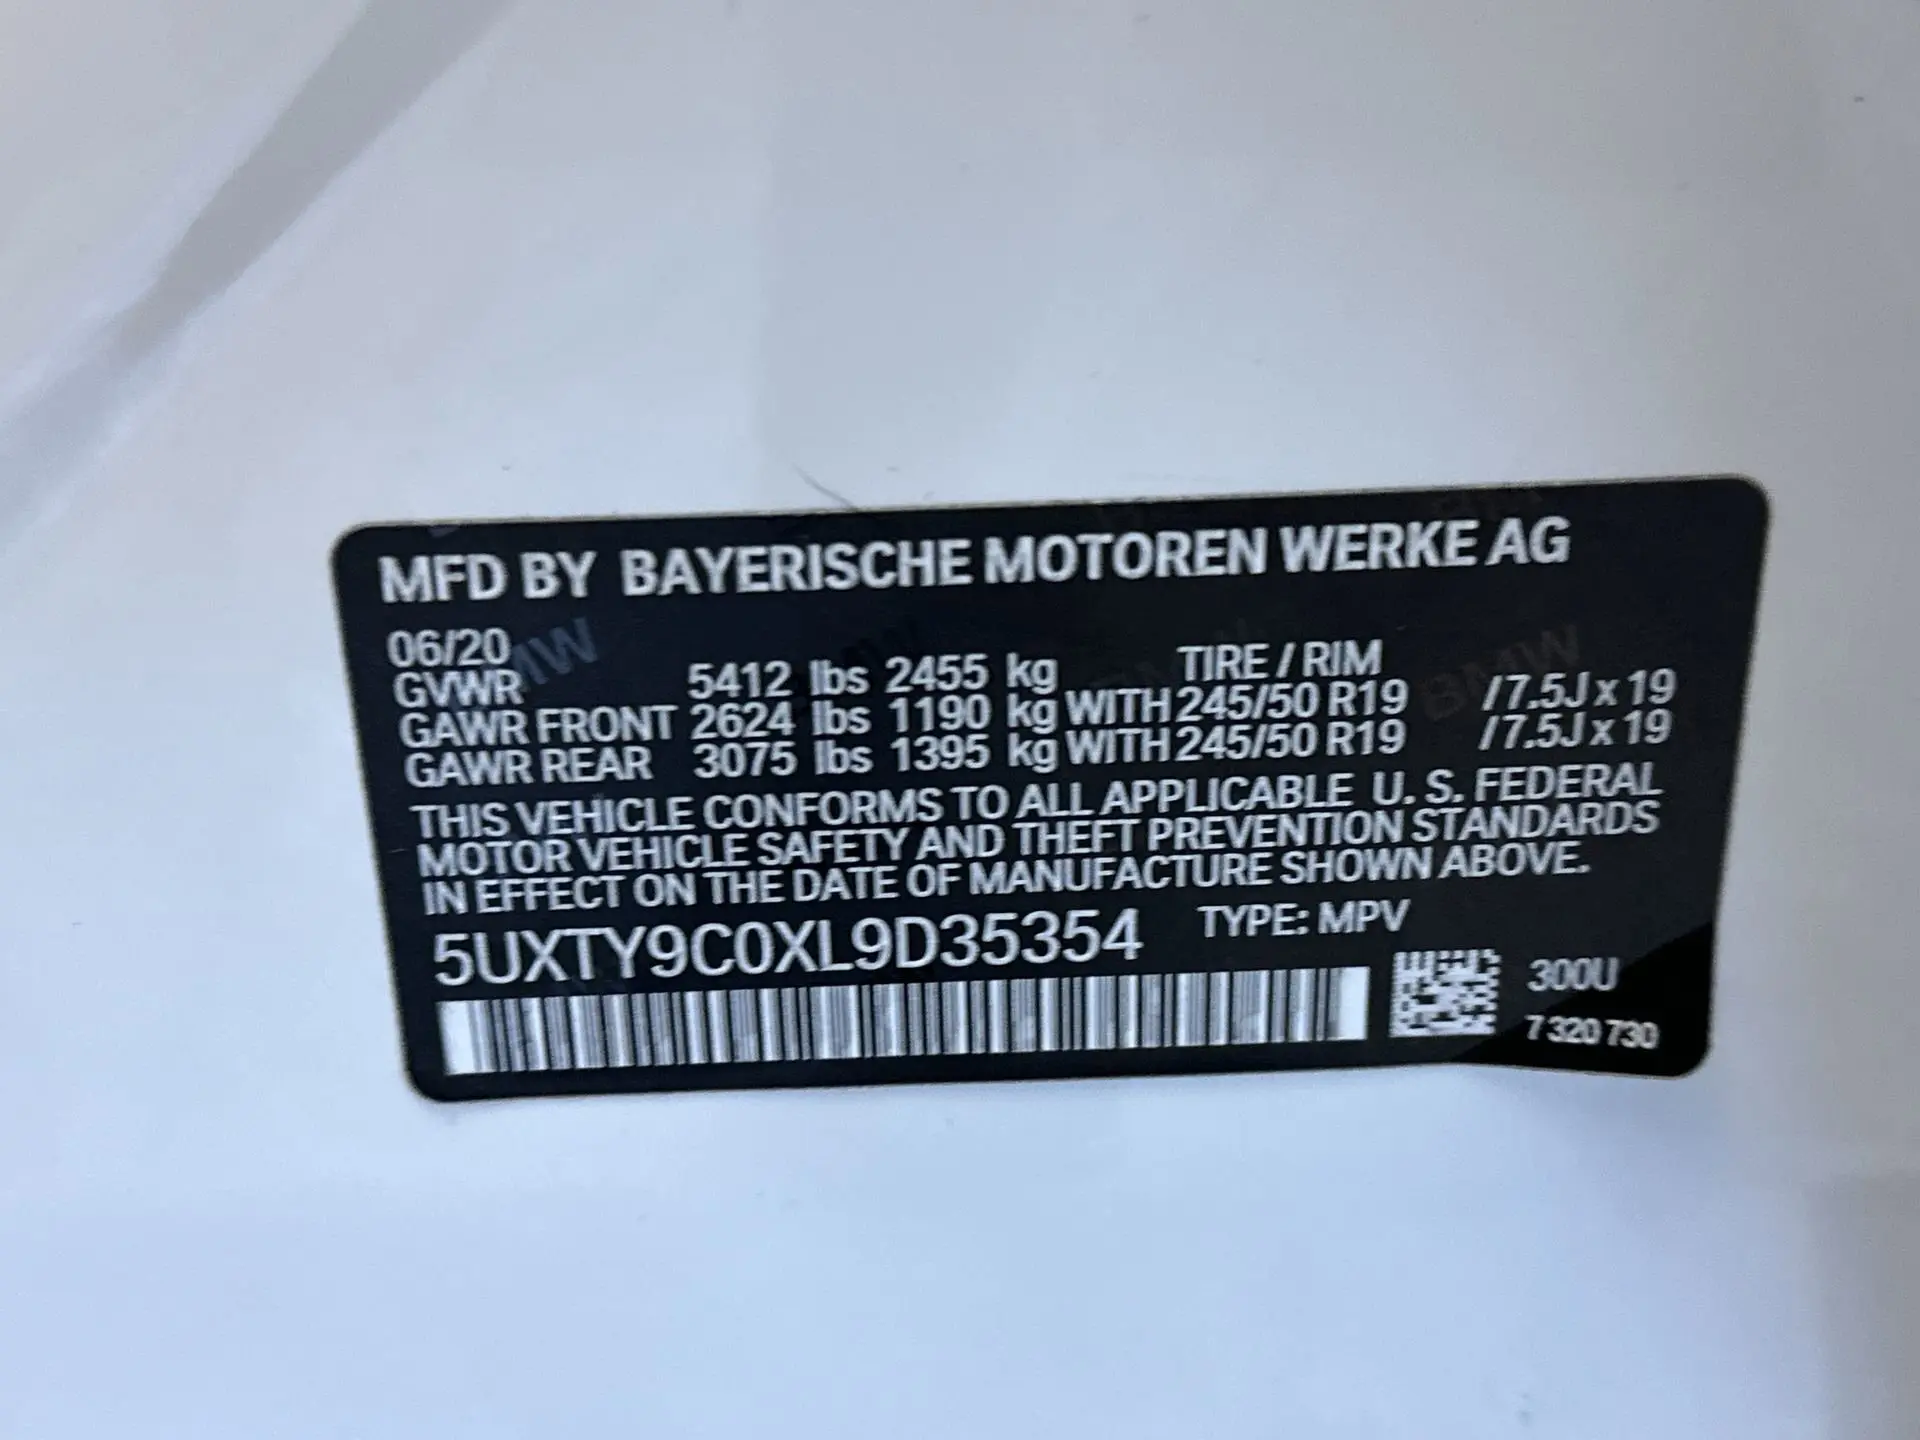 MFD BY BAYERISCHE MOTOREN WERKE AG
06/20
TIRE / RIM
GVWR 5412 lbs 2455 kg
GAWR FRONT 2624 lbs 1190 kg WITH 245/50 R19 /7.5J x 19
GAWR REAR 3075 lbs 1395 kg WITH 245/50 R19 /7.5J x 19
THIS VEHICLE CONFORMS TO ALL APPLICABLE U. S. FEDERAL
MOTOR VEHICLE SAFETY AND THEFT PREVENTION STANDARDS
IN EFFECT ON THE DATE OF MANUFACTURE SHOWN ABOVE.
5UXTY9C0XL9D35354 TYPE: MPV
300U
7 320 730